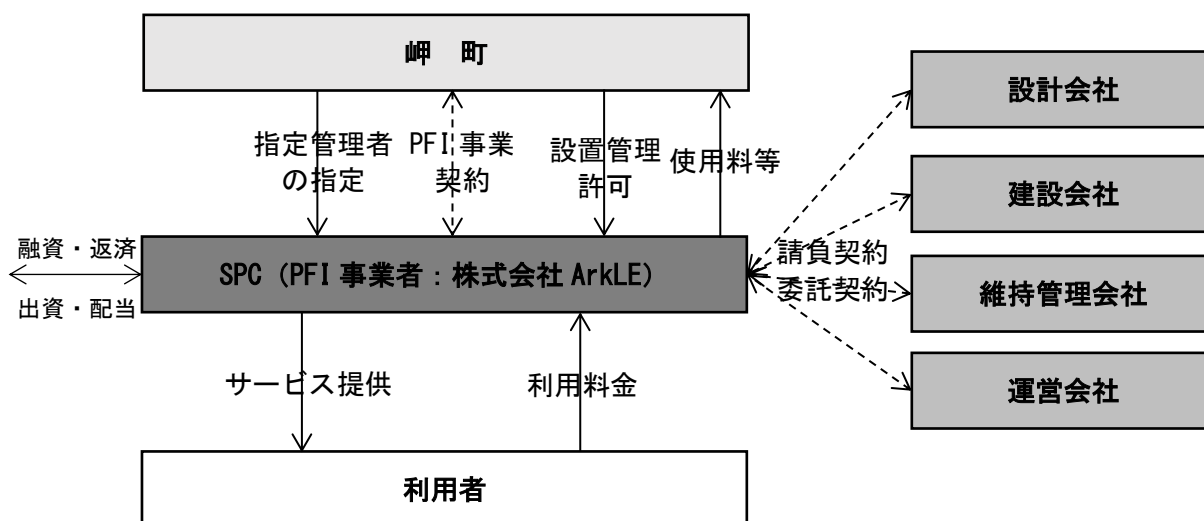 岬 町
指定管理者
の指定
PFI 事業
契約
設置管理
許可
使用料等
融資・返済
出資・配当
SPC（PFI 事業者：株式会社 ArkLE）
請負契約
委託契約
設計会社
建設会社
維持管理会社
運営会社
サービス提供
利用料金
利用者